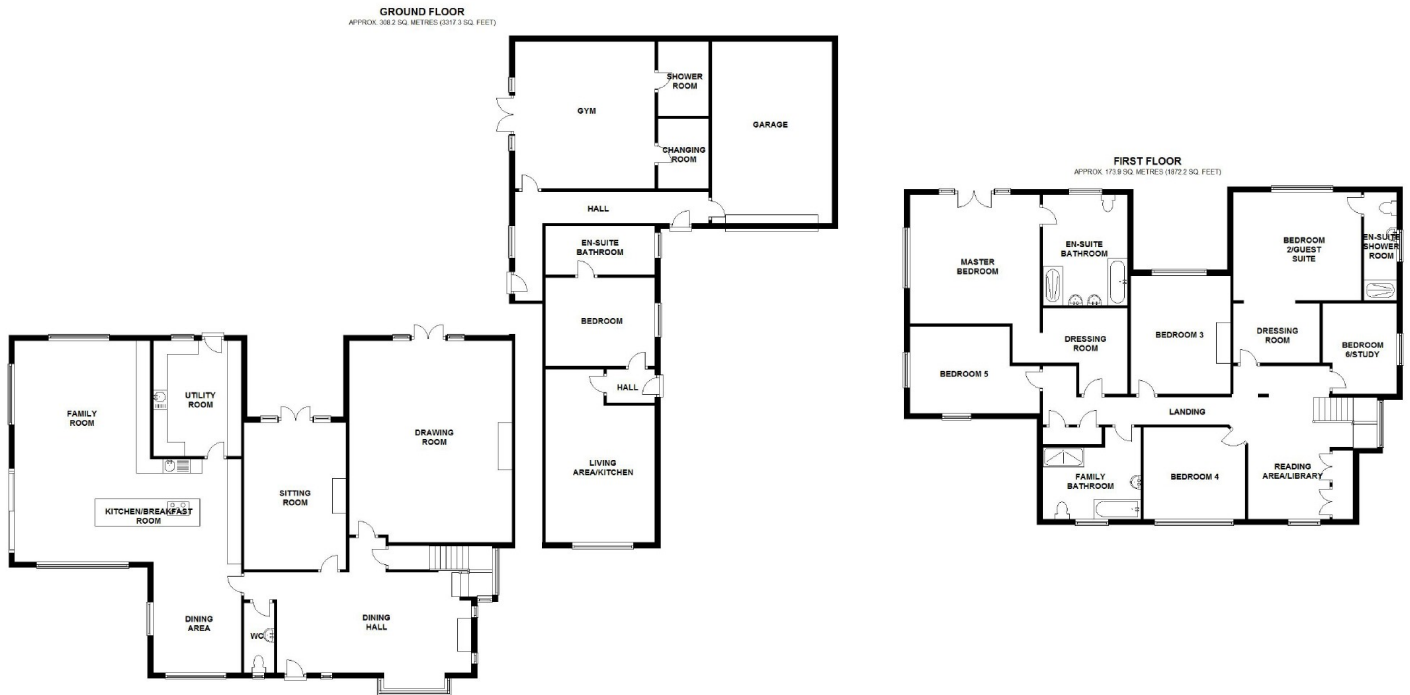 GROUND FLOOR
APPROX. 308.2 SQ. METRES (3317.3 SQ. FEET)
GYM
SHOWER
ROOM
CHANGING
ROOM
GARAGE
HALL
EN-SUITE
BATHROOM
BEDROOM
HALL
LIVING
AREA/KITCHEN
FAMILY
ROOM
UTILITY
ROOM
KITCHEN/BREAKFAST
ROOM
SITTING
ROOM
DRAWING
ROOM
DINING
AREA
WC
DINING
HALL
FIRST FLOOR
APPROX. 173.9 SQ. METRES (1872.2 SQ. FEET)
MASTER
BEDROOM
EN-SUITE
BATHROOM
BEDROOM
2/GUEST
SUITE
EN-SUITE
SHOWER
ROOM
DRESSING
ROOM
BEDROOM 3
DRESSING
ROOM
BEDROOM
6/STUDY
BEDROOM 5
LANDING
FAMILY
BATHROOM
BEDROOM 4
READING
AREA/LIBRARY